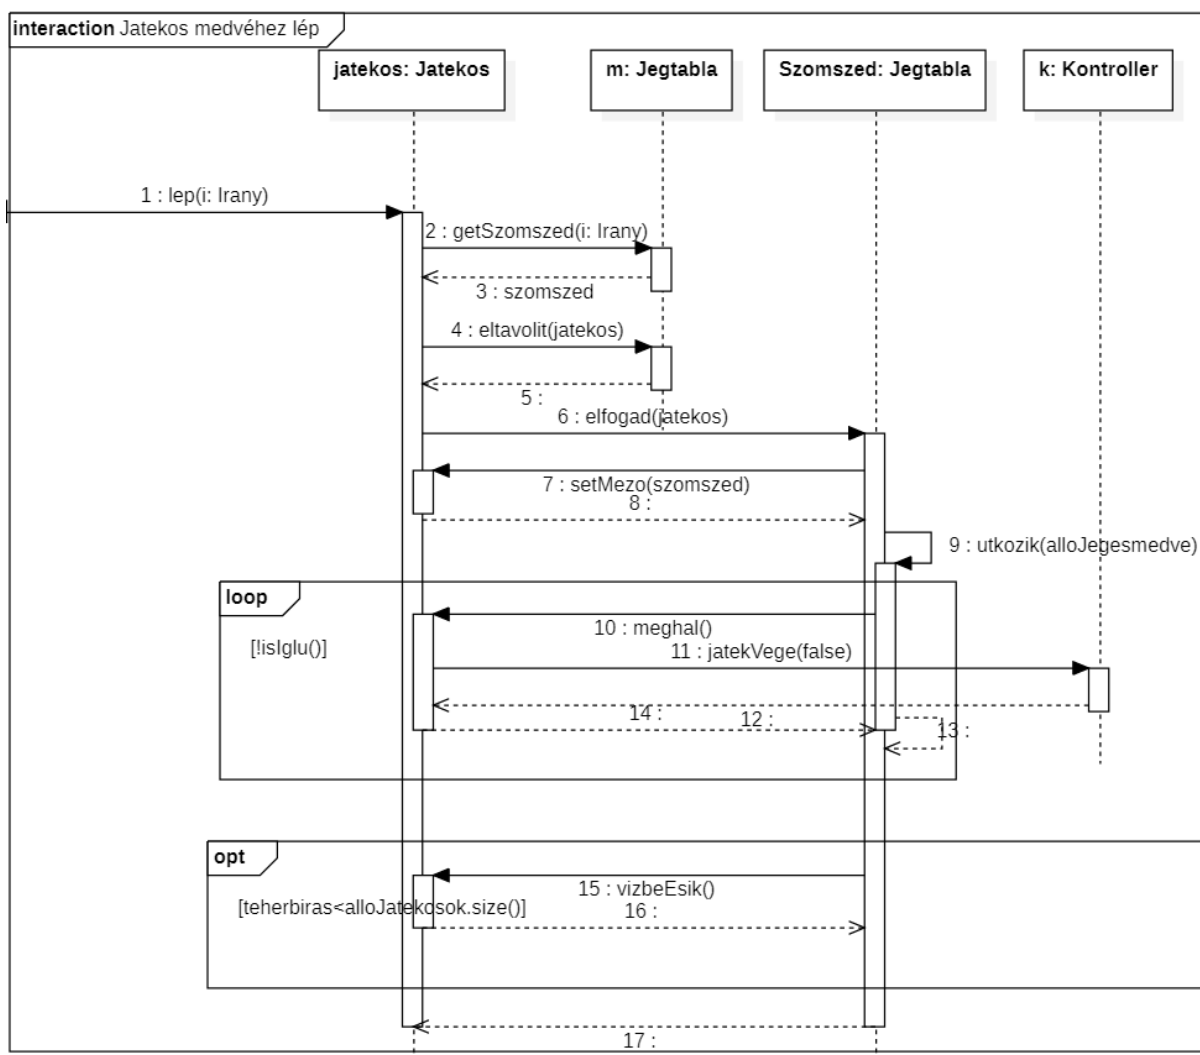 interaction Jatekos medvéhez lép
jatekos: Jatekos
m: Jegtabla
Szomszed: Jegtabla
k: Kontroller
1 : lep(i: Irany)
2 : getSzomszed(i: Irany)
3 : szomszed
4 : eltavolit(jatekos)
5 :
6 : elfogad(jatekos)
7 : setMezo(szomszed)
8 :
9 : utkozik(alloJegesmedve)
loop
10 : meghal()
[!isIglu()]
11 : jatekVege(false)
14 :
12 :
13 :
opt
15 : vizbeEsik()
[teherbiras<alloJatekosok.size()]
16 :
17 :